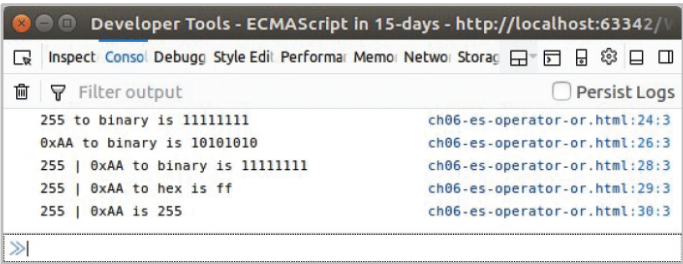 Developer Tools - ECMAScript in 15-days - http://localhost:63342/
Inspect Consol Debugg Style Edit Performa Memo Netwo Storag
Filter output Persist Logs
255 to binary is 11111111 ch06-es-operator-or.html:24:3
0xAA to binary is 10101010 ch06-es-operator-or.html:26:3
255 | 0xAA to binary is 11111111 ch06-es-operator-or.html:28:3
255 | 0xAA to hex is ff ch06-es-operator-or.html:29:3
255 | 0xAA is 255 ch06-es-operator-or.html:30:3